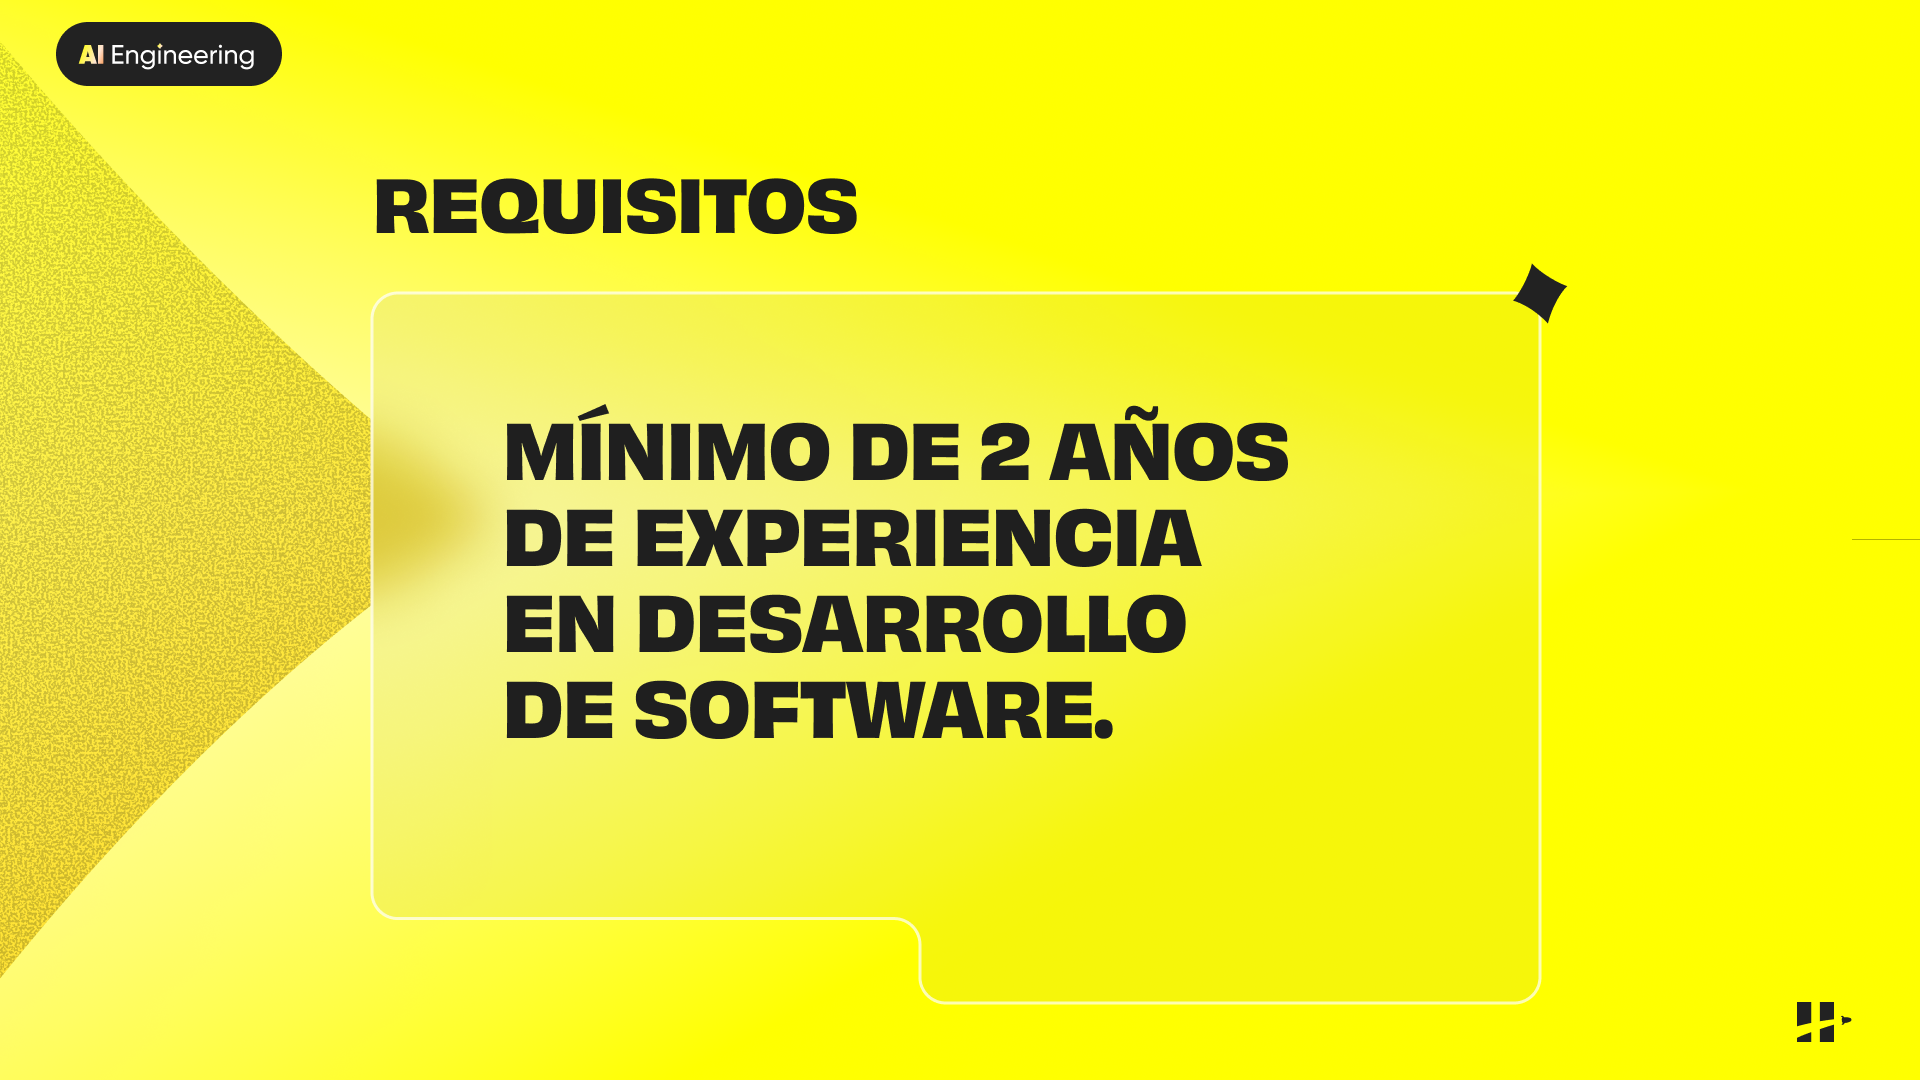 AI Engineering
REQUISITOS
MÍNIMO DE 2 AÑOS
DE EXPERIENCIA
EN DESARROLLO
DE SOFTWARE.